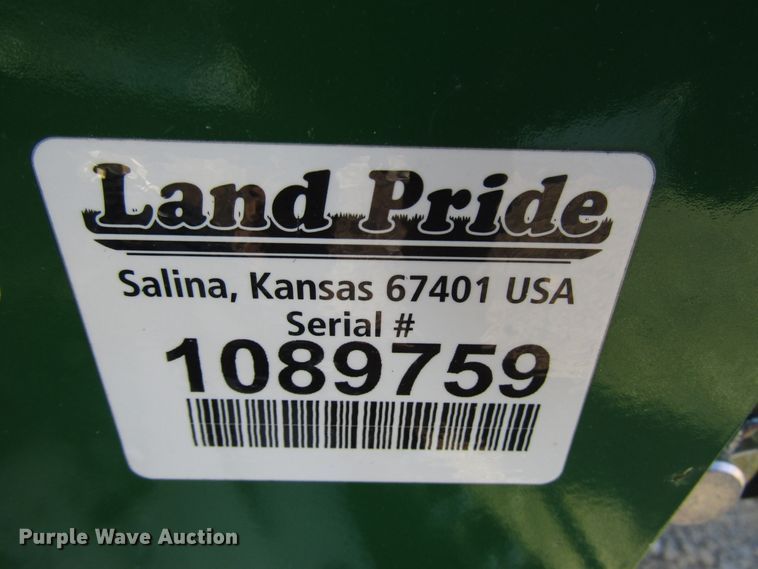 Land Pride
Salina, Kansas 67401 USA
Serial #
1089759
Purple Wave Auction